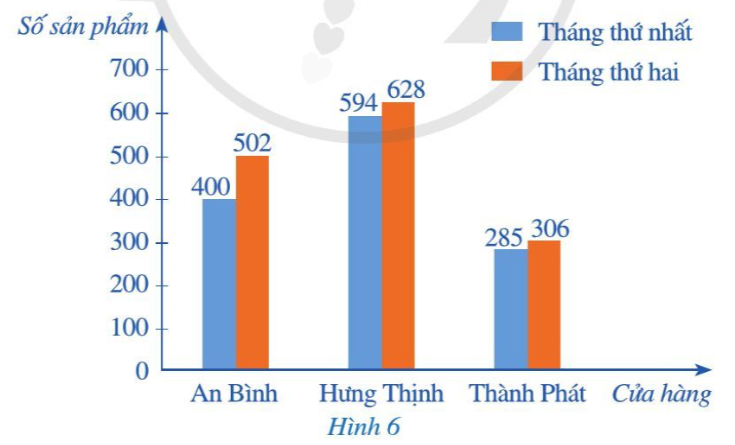 Số sản phẩm
Tháng thứ nhất
Tháng thứ hai
700
600
500
400
300
200
100
0
400
502
594
628
285
306
An Bình
Hưng Thịnh
Thành Phát
Cửa hàng
Hình 6